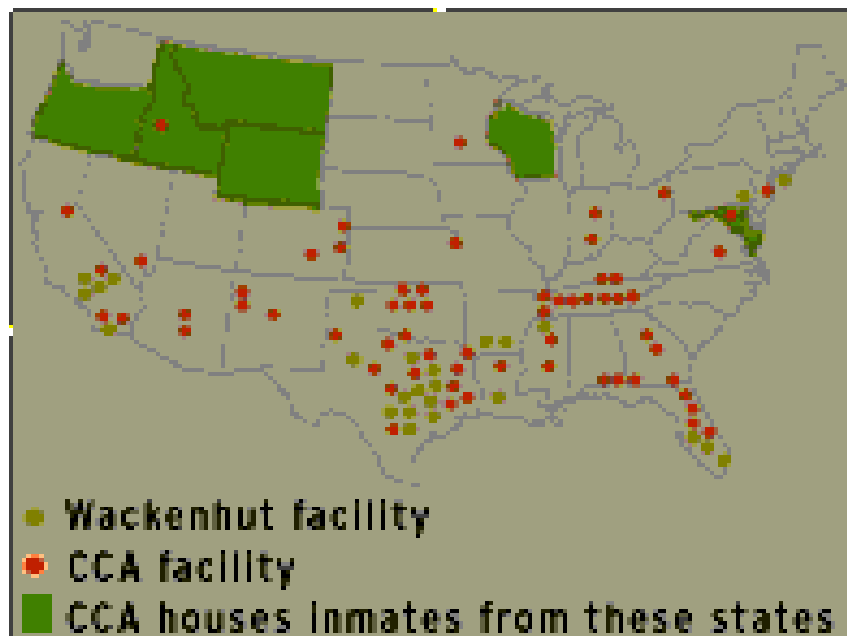 Wackenhut facility
CCA facility
CCA houses inmates from these states